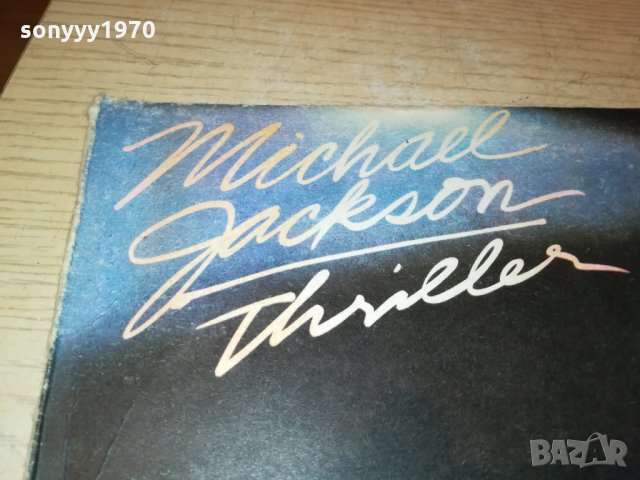 sonyyy1970
Michael
Jackson
Thriller
BAZAR